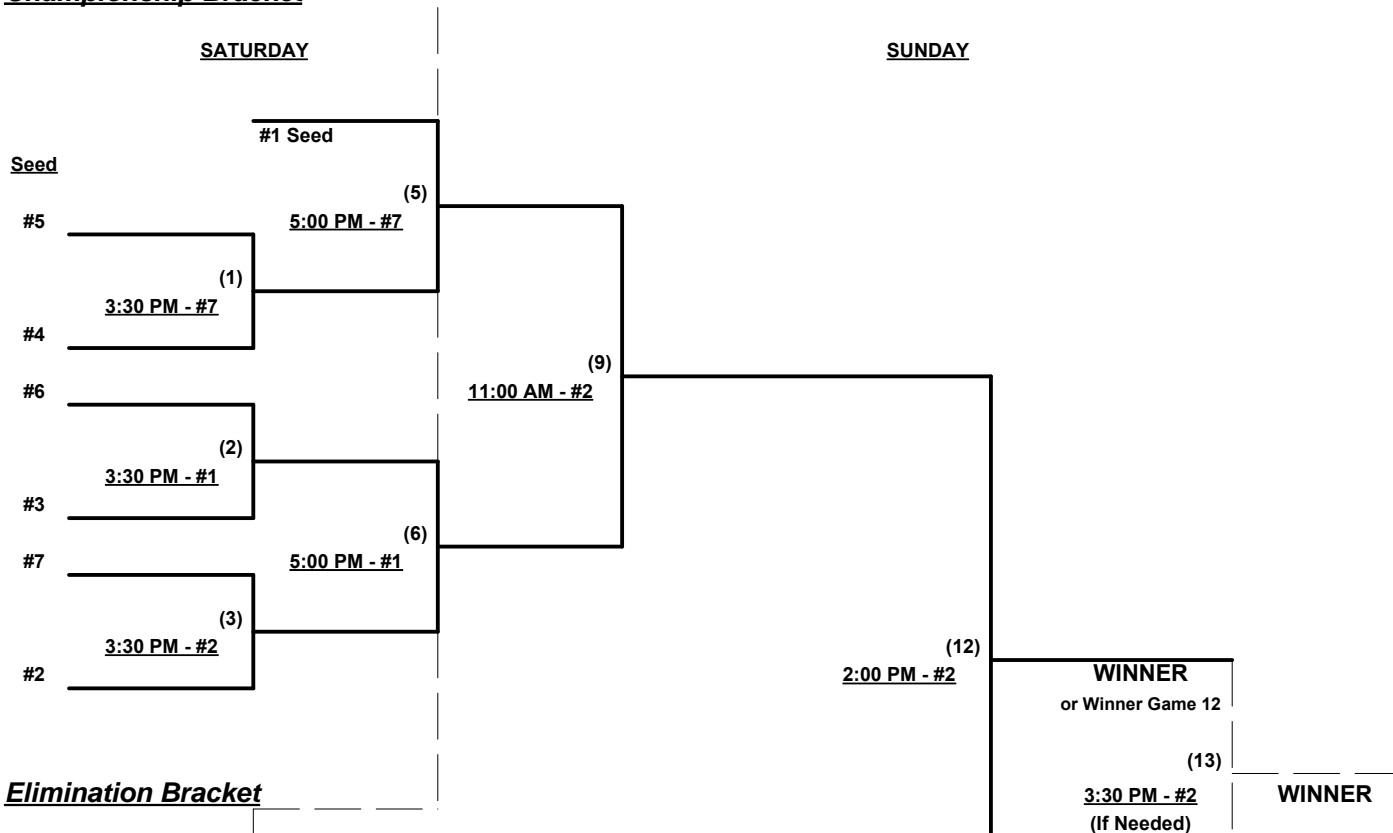 Championship Bracket
SATURDAY
SUNDAY
#1 Seed
Seed
(5)
#5
5:00 PM - #7
(1)
3:30 PM - #7
#4
(9)
#6
11:00 AM - #2
(2)
3:30 PM - #1
#3
(6)
#7
5:00 PM - #1
(3)
3:30 PM - #2
(12)
#2
2:00 PM - #2
WINNER
or Winner Game 12
(13)
Elimination Bracket
3:30 PM - #2
WINNER
(If Needed)